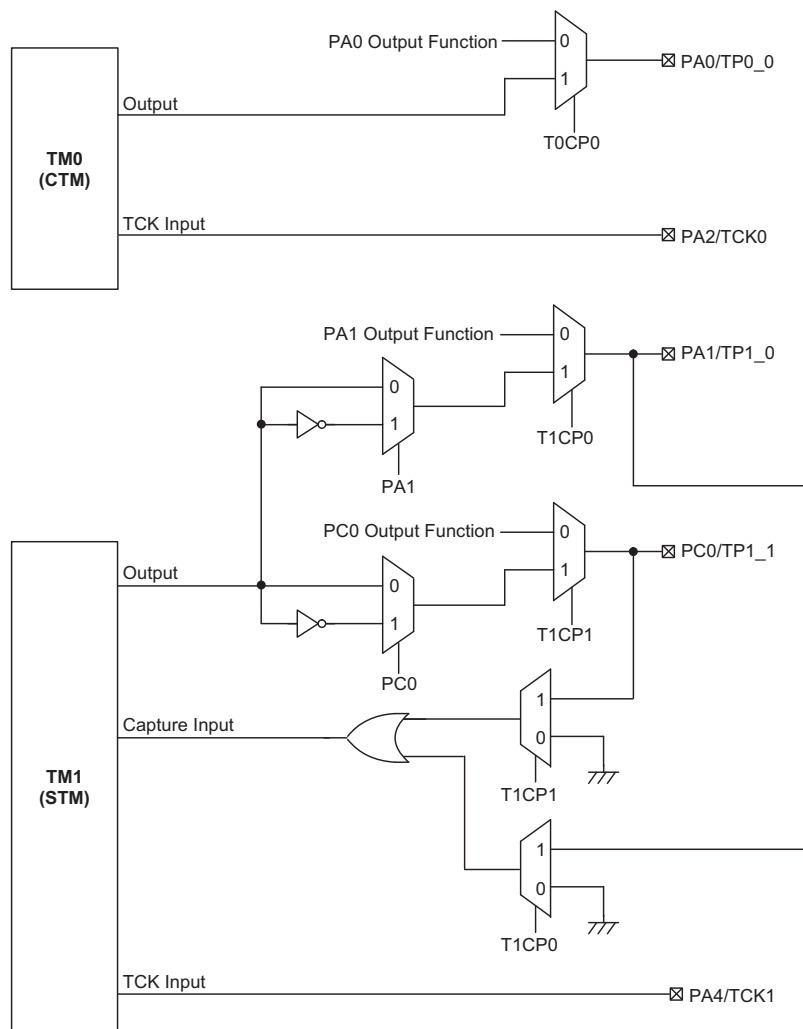 PA0 Output Function
0
PA0/TP0_0
1
Output
T0CP0
TM0
(CTM)
TCK Input
PA2/TCK0
PA1 Output Function
0
PA1/TP1_0
1
0
1
T1CP0
PA1
PC0 Output Function
0
PC0/TP1_1
1
Output
0
1
T1CP1
PC0
1
Capture Input
0
TM1
(STM)
T1CP1
1
0
T1CP0
TCK Input
PA4/TCK1